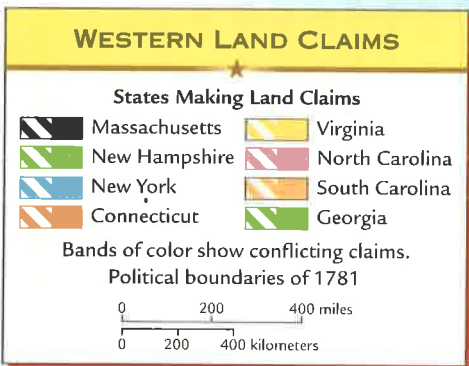 WESTERN LAND CLAIMS
States Making Land Claims
Massachusetts
Virginia
New Hampshire
North Carolina
New York
South Carolina
Connecticut
Georgia
Bands of color show conflicting claims.
Political boundaries of 1781
0 200 400 miles
0 200 400 kilometers